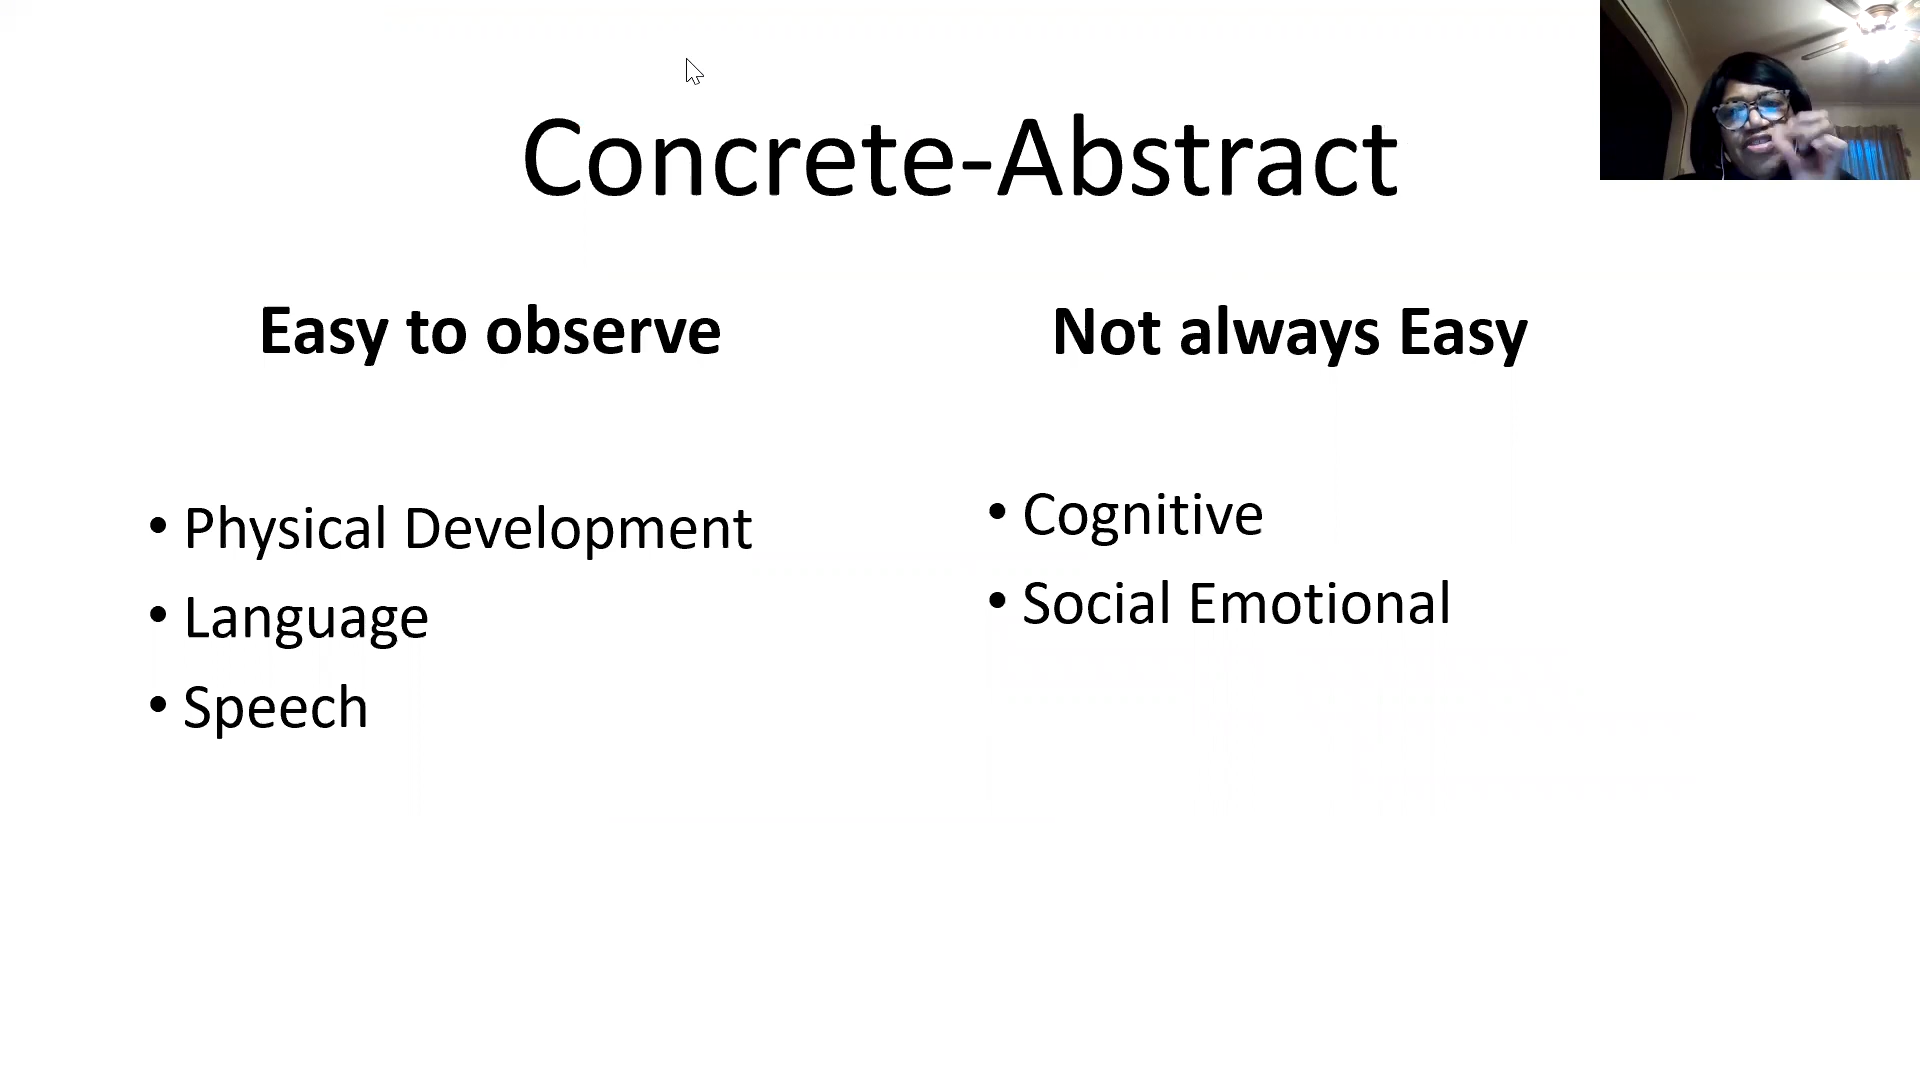 Concrete-Abstract
Easy to observe
• Physical Development
• Language
• Speech
Not always Easy
• Cognitive
• Social Emotional